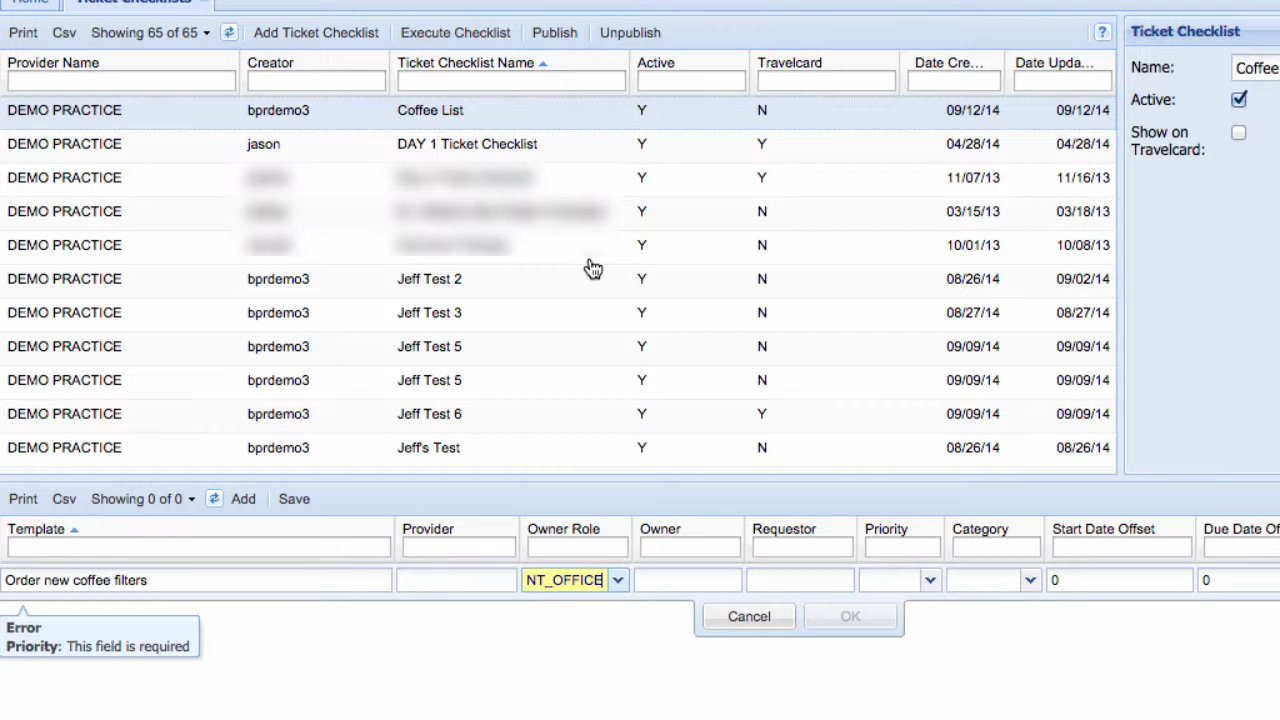 Home Ticket Checklists
Print Csv Showing 65 of 65 Add Ticket Checklist Execute Checklist Publish Unpublish ?
Provider Name Creator Ticket Checklist Name Active Travelcard Date Cre... Date Upda...
DEMO PRACTICE bprdemo3 Coffee List Y N 09/12/14 09/12/14
DEMO PRACTICE jason DAY 1 Ticket Checklist Y Y 04/28/14 04/28/14
DEMO PRACTICE Y Y 11/07/13 11/16/13
DEMO PRACTICE Y N 03/15/13 03/18/13
DEMO PRACTICE Y N 10/01/13 10/08/13
DEMO PRACTICE bprdemo3 Jeff Test 2 Y N 08/26/14 09/02/14
DEMO PRACTICE bprdemo3 Jeff Test 3 Y N 08/27/14 08/27/14
DEMO PRACTICE bprdemo3 Jeff Test 5 Y N 09/09/14 09/09/14
DEMO PRACTICE bprdemo3 Jeff Test 5 Y N 09/09/14 09/09/14
DEMO PRACTICE bprdemo3 Jeff Test 6 Y Y 09/09/14 09/09/14
DEMO PRACTICE bprdemo3 Jeff's Test Y N 08/26/14 08/26/14
Ticket Checklist
Name: Coffee
Active:
Show on
Travelcard:
Print Csv Showing 0 of 0 Add Save
Template Provider Owner Role Owner Requestor Priority Category Start Date Offset Due Date Of
Order new coffee filters NT_OFFICE 0 0
Cancel OK
Error
Priority: This field is required